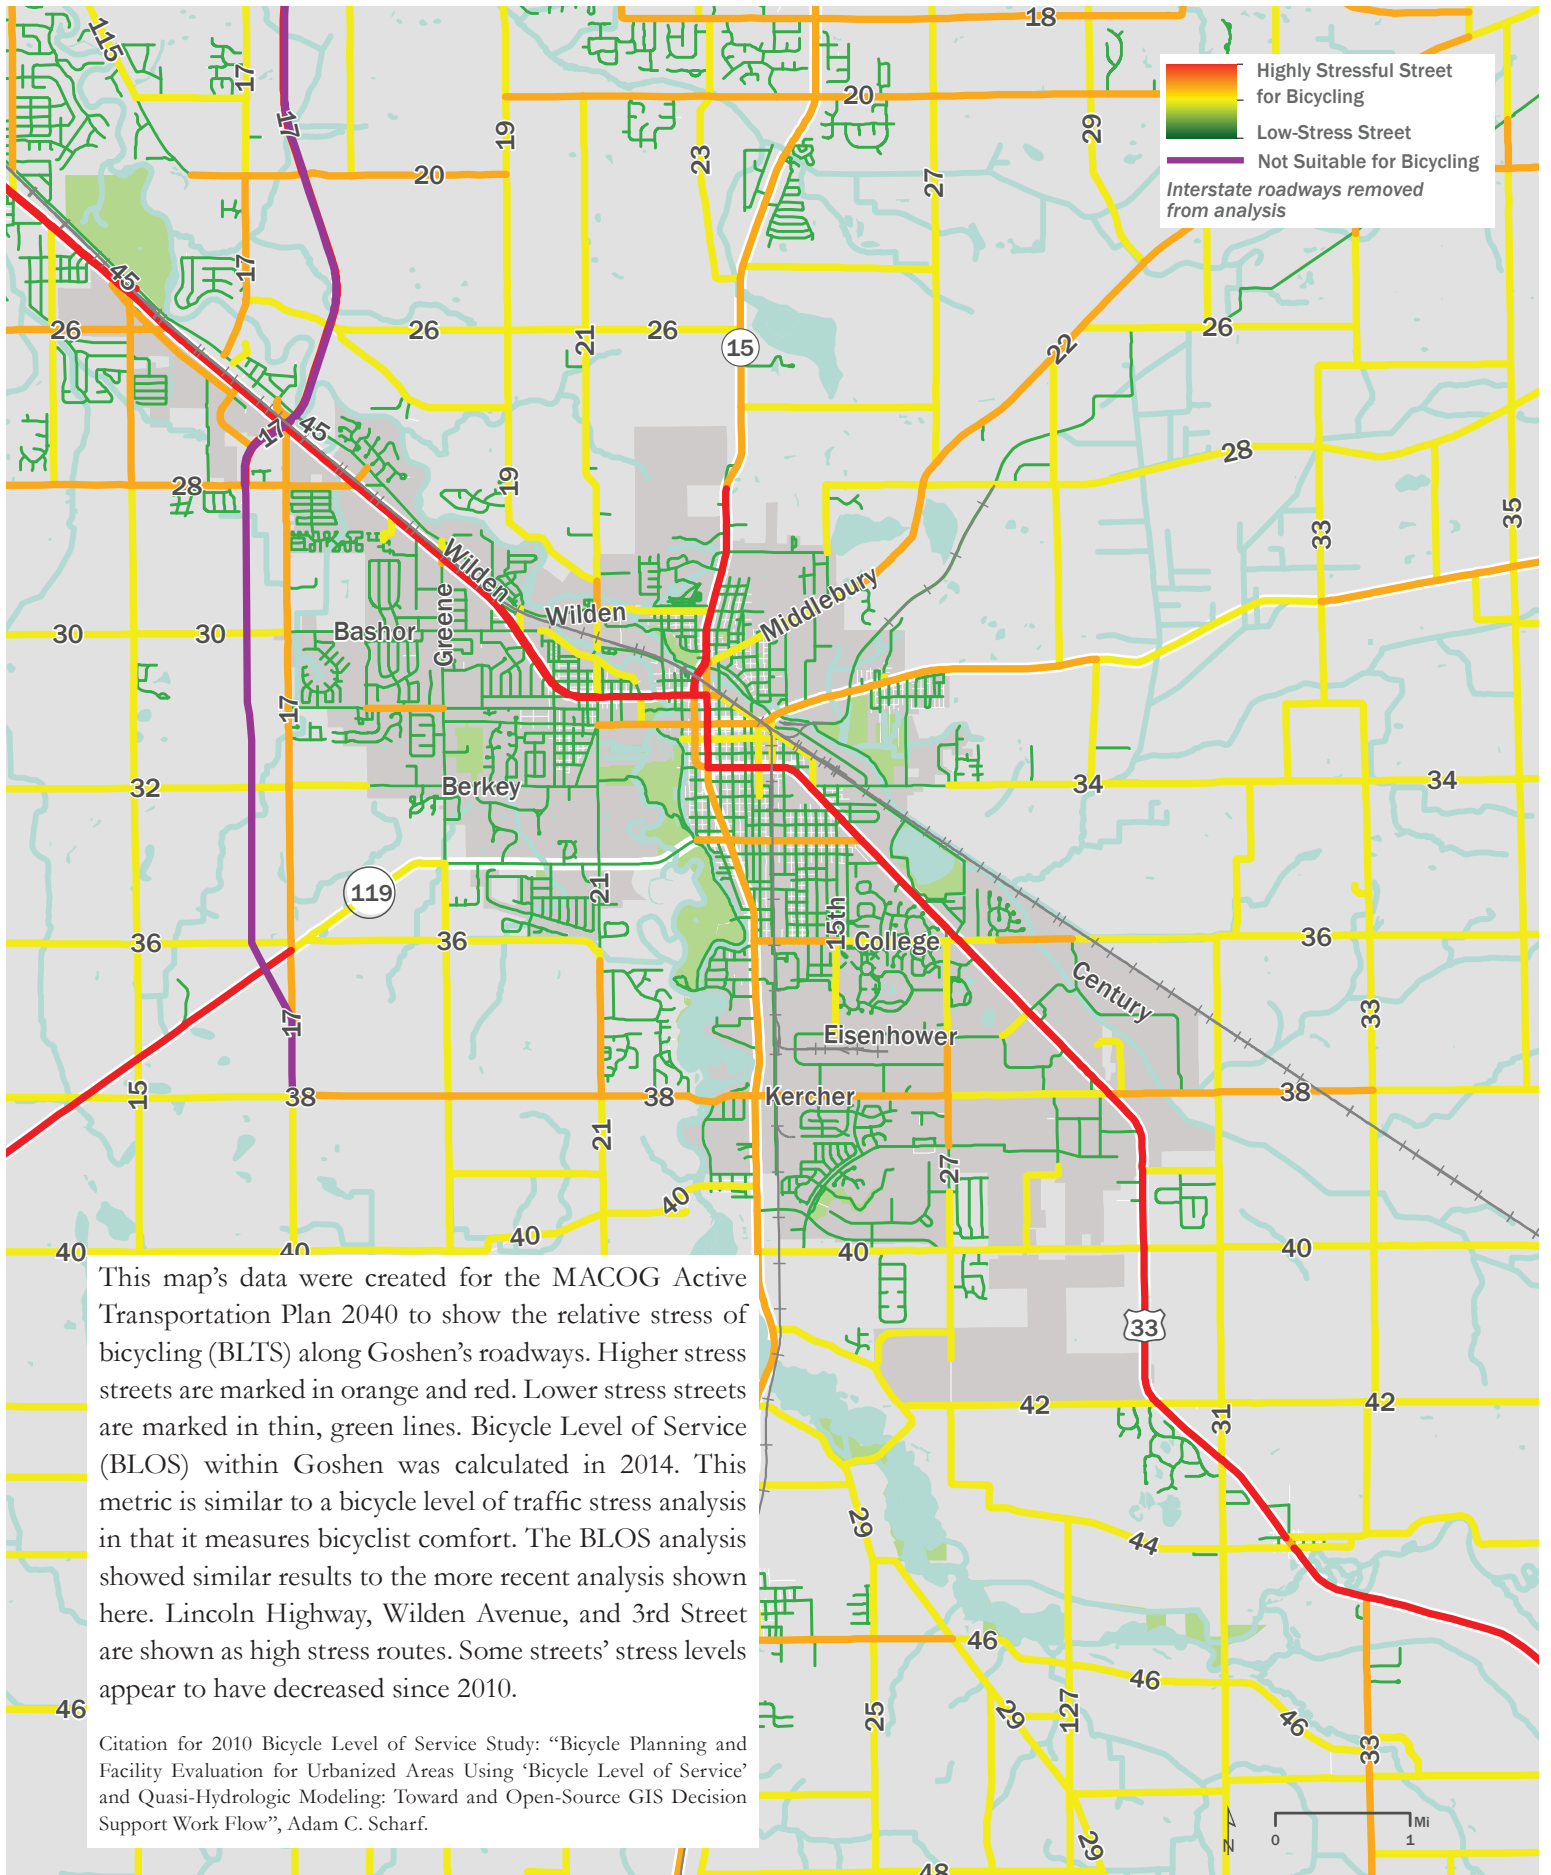 18
115
17
17
20
19
23
27
29
Highly Stressful Street
for Bicycling
Low-Stress Street
Not Suitable for Bicycling
Interstate roadways removed
from analysis
20
17
45
26
26
21
26
15
22
26
17
45
28
19
28
33
35
Wilden
Greene
Wilden
Middlebury
30
30
Bashor
17
32
Berkey
34
34
119
21
15th
36
36
College
36
Century
17
33
Eisenhower
15
38
38
Kercher
38
21
27
40
40
40
40
40
40
This map's data were created for the MACOG Active
Transportation Plan 2040 to show the relative stress of
bicycling (BLTS) along Goshen's roadways. Higher stress
streets are marked in orange and red. Lower stress streets
are marked in thin, green lines. Bicycle Level of Service
(BLOS) within Goshen was calculated in 2014. This
metric is similar to a bicycle level of traffic stress analysis
in that it measures bicyclist comfort. The BLOS analysis
showed similar results to the more recent analysis shown
here. Lincoln Highway, Wilden Avenue, and 3rd Street
are shown as high stress routes. Some streets' stress levels
appear to have decreased since 2010.
Citation for 2010 Bicycle Level of Service Study: “Bicycle Planning and
Facility Evaluation for Urbanized Areas Using ‘Bicycle Level of Service’
and Quasi-Hydrologic Modeling: Toward and Open-Source GIS Decision
Support Work Flow”, Adam C. Scharf.
33
42
31
42
29
44
46
46
46
46
25
29
127
33
29
48
N
0
1
Mi